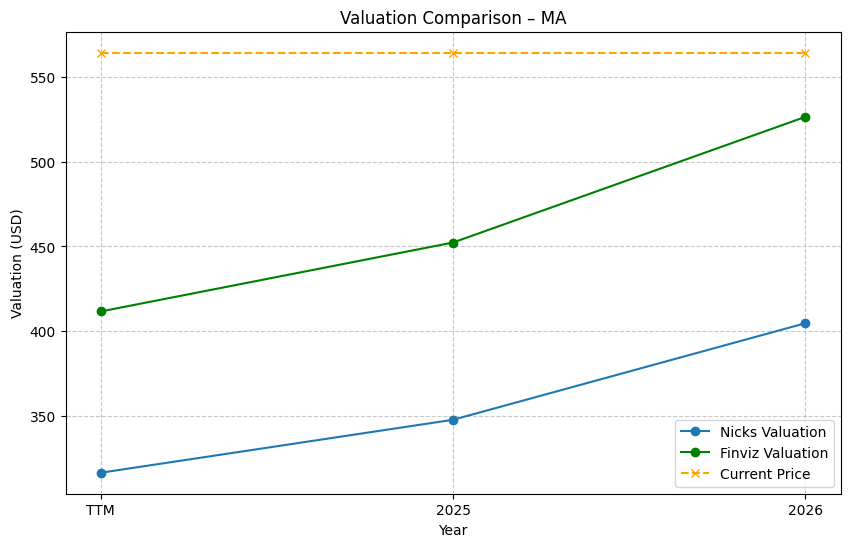 Valuation Comparison – MA
Valuation (USD)
550
500
450
400
350
TTM
2025
2026
Year
Nicks Valuation
Finviz Valuation
Current Price